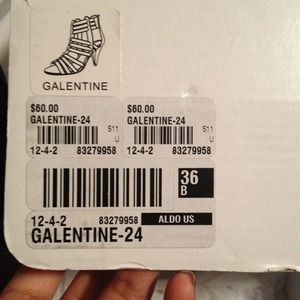 GALENTINE
$60.00 $60.00
GALENTINE-24 GALENTINE-24
S11 S11
U U
12-4-2 83279958 12-4-2 83279958
36
B
12-4-2 83279958 ALDO US
GALENTINE-24